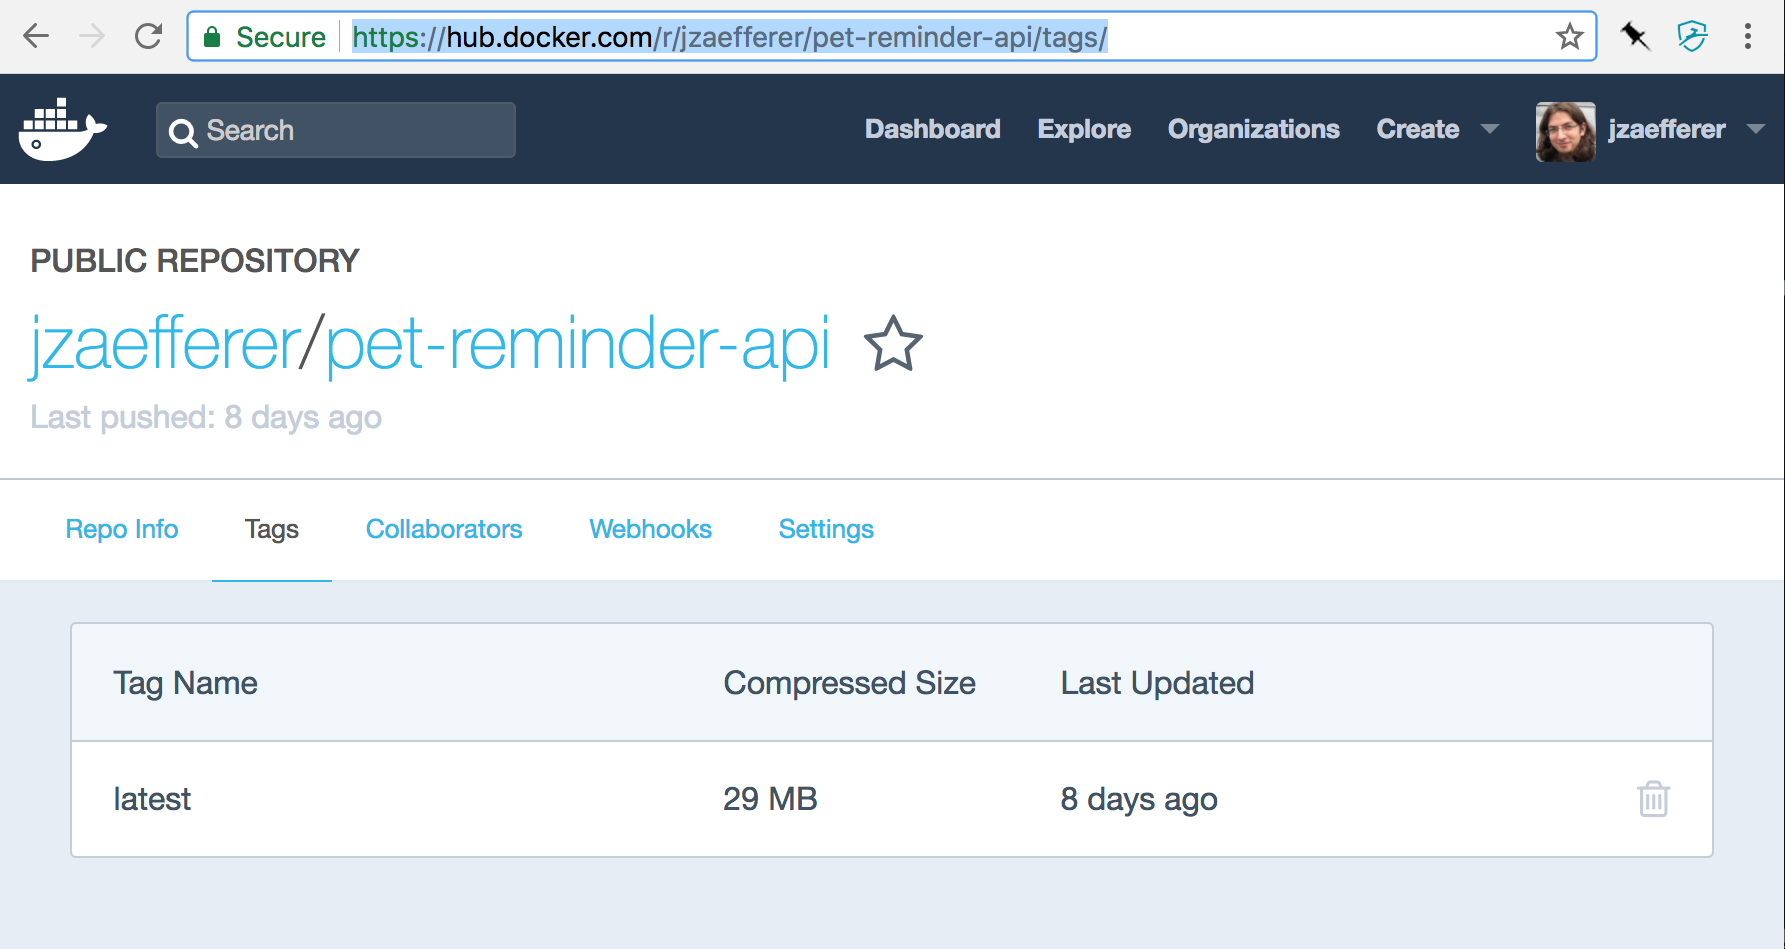 Secure https://hub.docker.com/r/jzaefferer/pet-reminder-api/tags/
Search Dashboard Explore Organizations Create jzaefferer
PUBLIC REPOSITORY
jzaefferer/pet-reminder-api
Last pushed: 8 days ago
Repo Info Tags Collaborators Webhooks Settings
Tag Name Compressed Size Last Updated
latest 29 MB 8 days ago